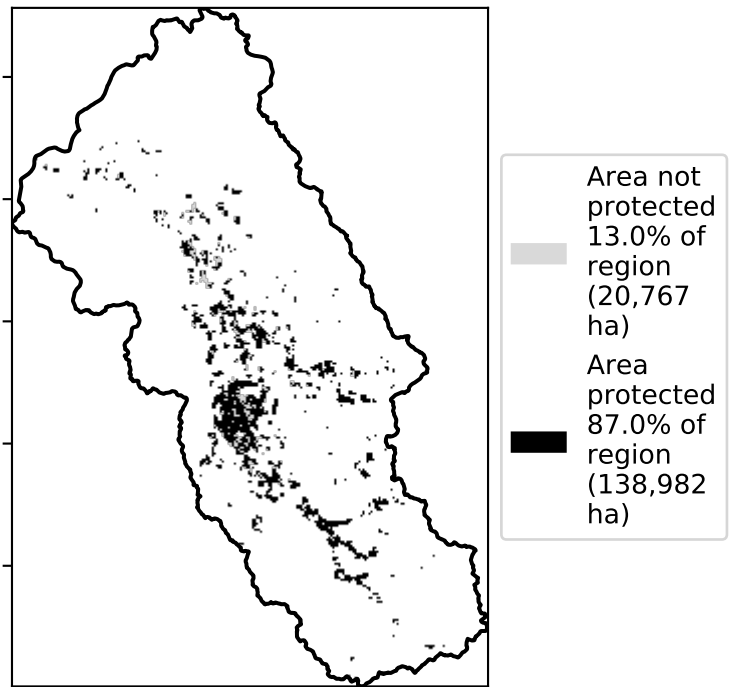 Area not
protected
13.0% of
region
(20,767
ha)
Area
protected
87.0% of
region
(138,982
ha)